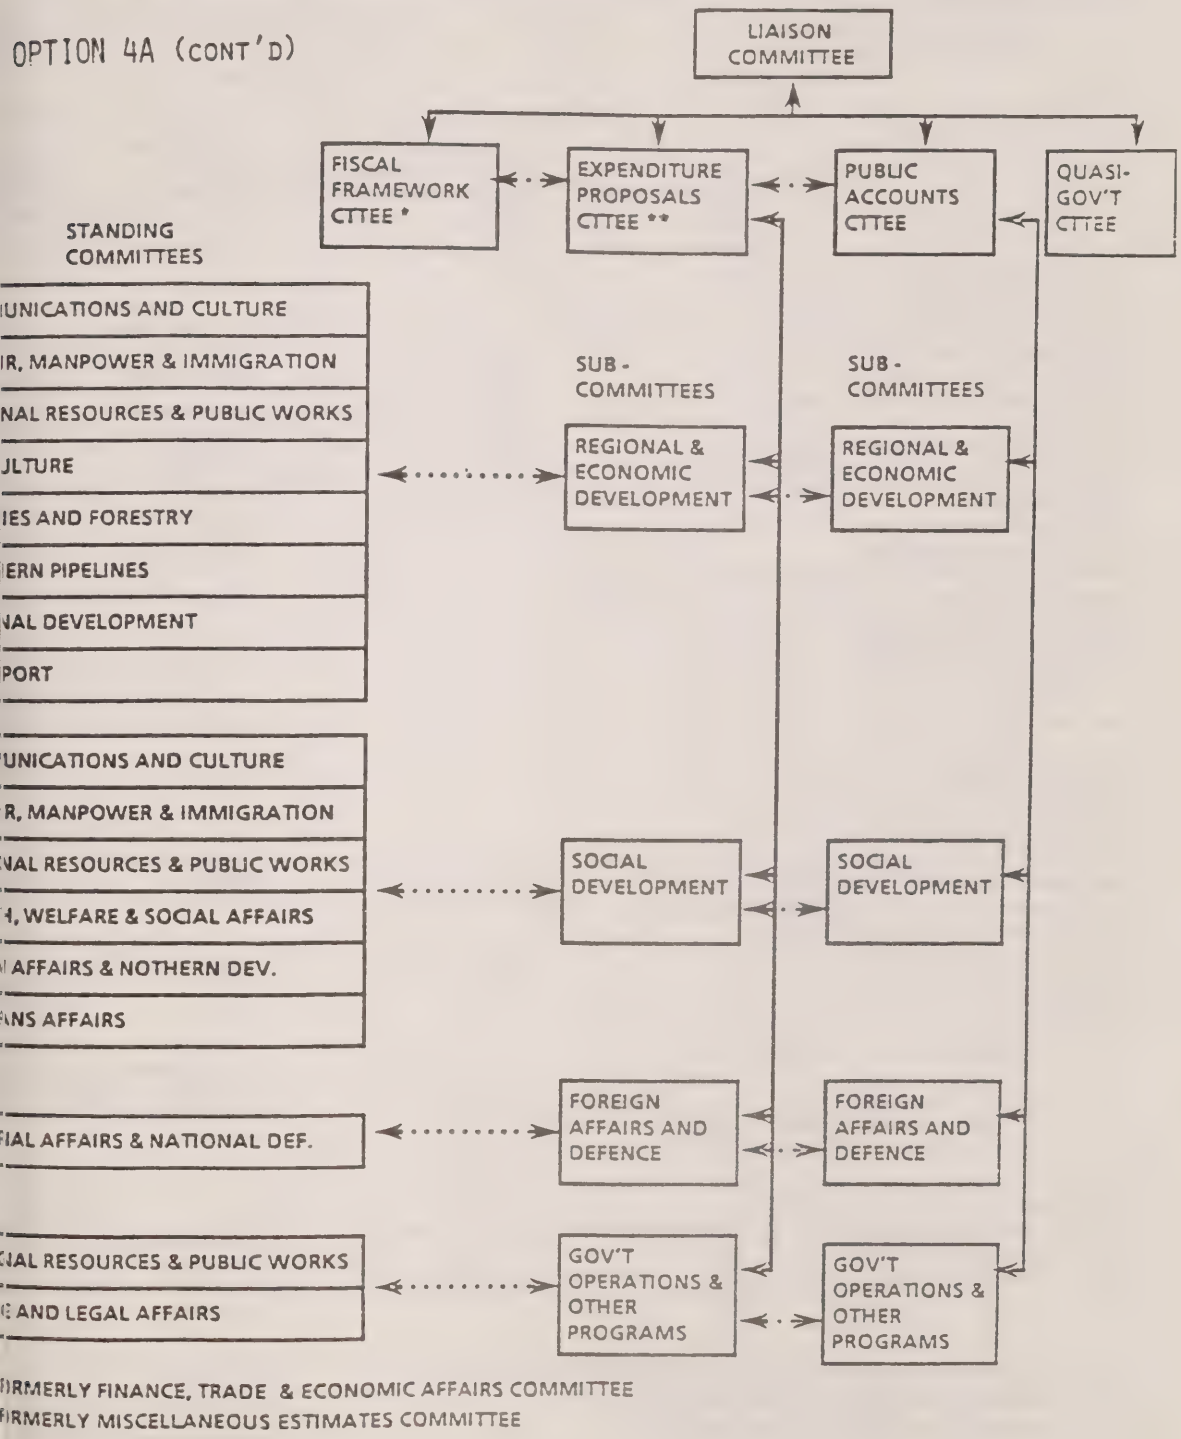 OPTION 4A (CONT'D)
LIAISON
COMMITTEE
FISCAL
FRAMEWORK
CTTEE *
EXPENDITURE
PROPOSALS
CTTEE **
PUBLIC
ACCOUNTS
CTTEE
QUASI-
GOV'T
CTTEE
STANDING
COMMITTEES
UNICATIONS AND CULTURE
R, MANPOWER & IMMIGRATION
NAL RESOURCES & PUBLIC WORKS
ULTURE
IES AND FORESTRY
ERN PIPELINES
NAL DEVELOPMENT
PORT
SUB-
COMMITTEES
REGIONAL &
ECONOMIC
DEVELOPMENT
SUB-
COMMITTEES
REGIONAL &
ECONOMIC
DEVELOPMENT
UNICATIONS AND CULTURE
R, MANPOWER & IMMIGRATION
NAL RESOURCES & PUBLIC WORKS
H, WELFARE & SOCIAL AFFAIRS
AFFAIRS & NOTHERN DEV.
ANS AFFAIRS
SOCIAL
DEVELOPMENT
SOCIAL
DEVELOPMENT
AFFAIRS & NATIONAL DEF.
FOREIGN
AFFAIRS AND
DEFENCE
FOREIGN
AFFAIRS AND
DEFENCE
NAL RESOURCES & PUBLIC WORKS
E AND LEGAL AFFAIRS
GOV'T
OPERATIONS &
OTHER
PROGRAMS
GOV'T
OPERATIONS &
OTHER
PROGRAMS
RMERLY FINANCE, TRADE & ECONOMIC AFFAIRS COMMITTEE
RMERLY MISCELLANEOUS ESTIMATES COMMITTEE